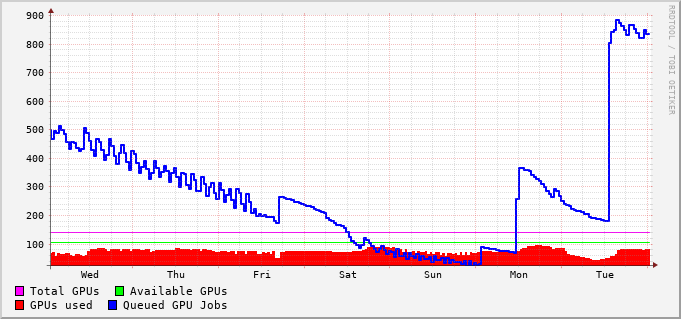 900
800
700
600
500
400
300
200
100
Wed Thu Fri Sat Sun Mon Tue
Total GPUs Available GPUs
GPUs used Queued GPU Jobs
RRDTOOL / TOBI OETIKER